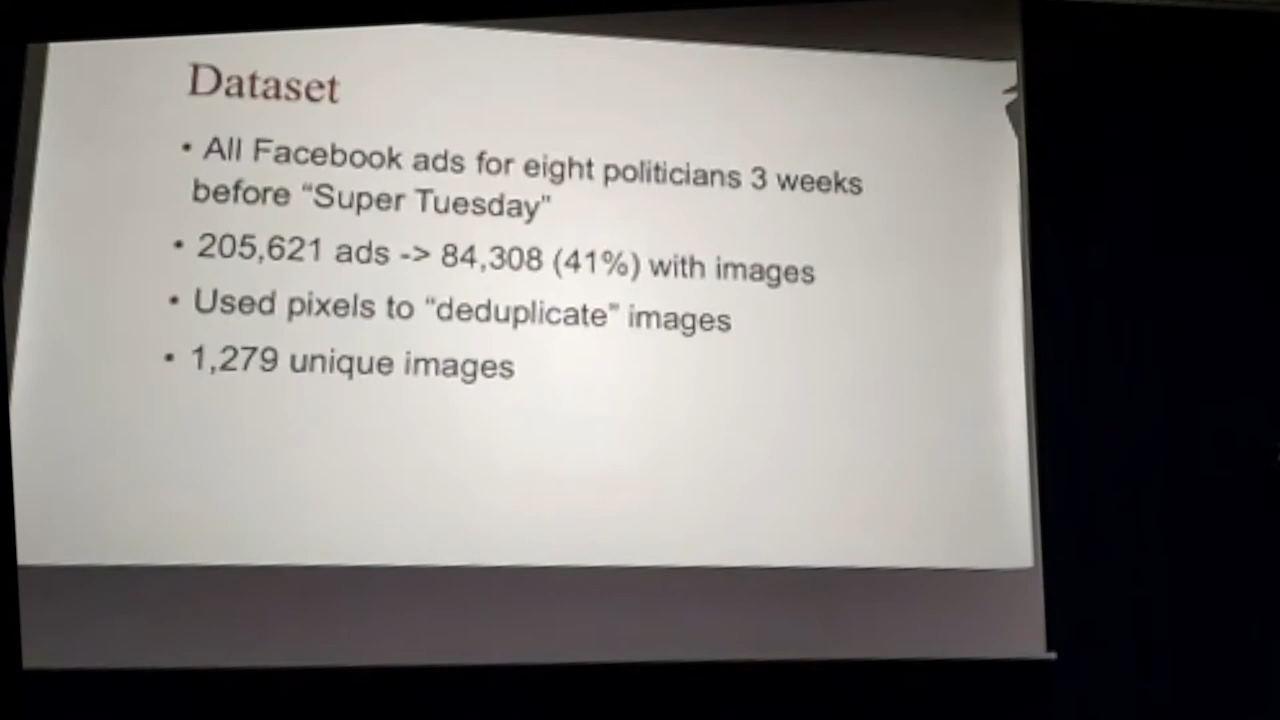 Dataset
• All Facebook ads for eight politicians 3 weeks
before “Super Tuesday”
• 205,621 ads -> 84,308 (41%) with images
• Used pixels to “deduplicate” images
• 1,279 unique images